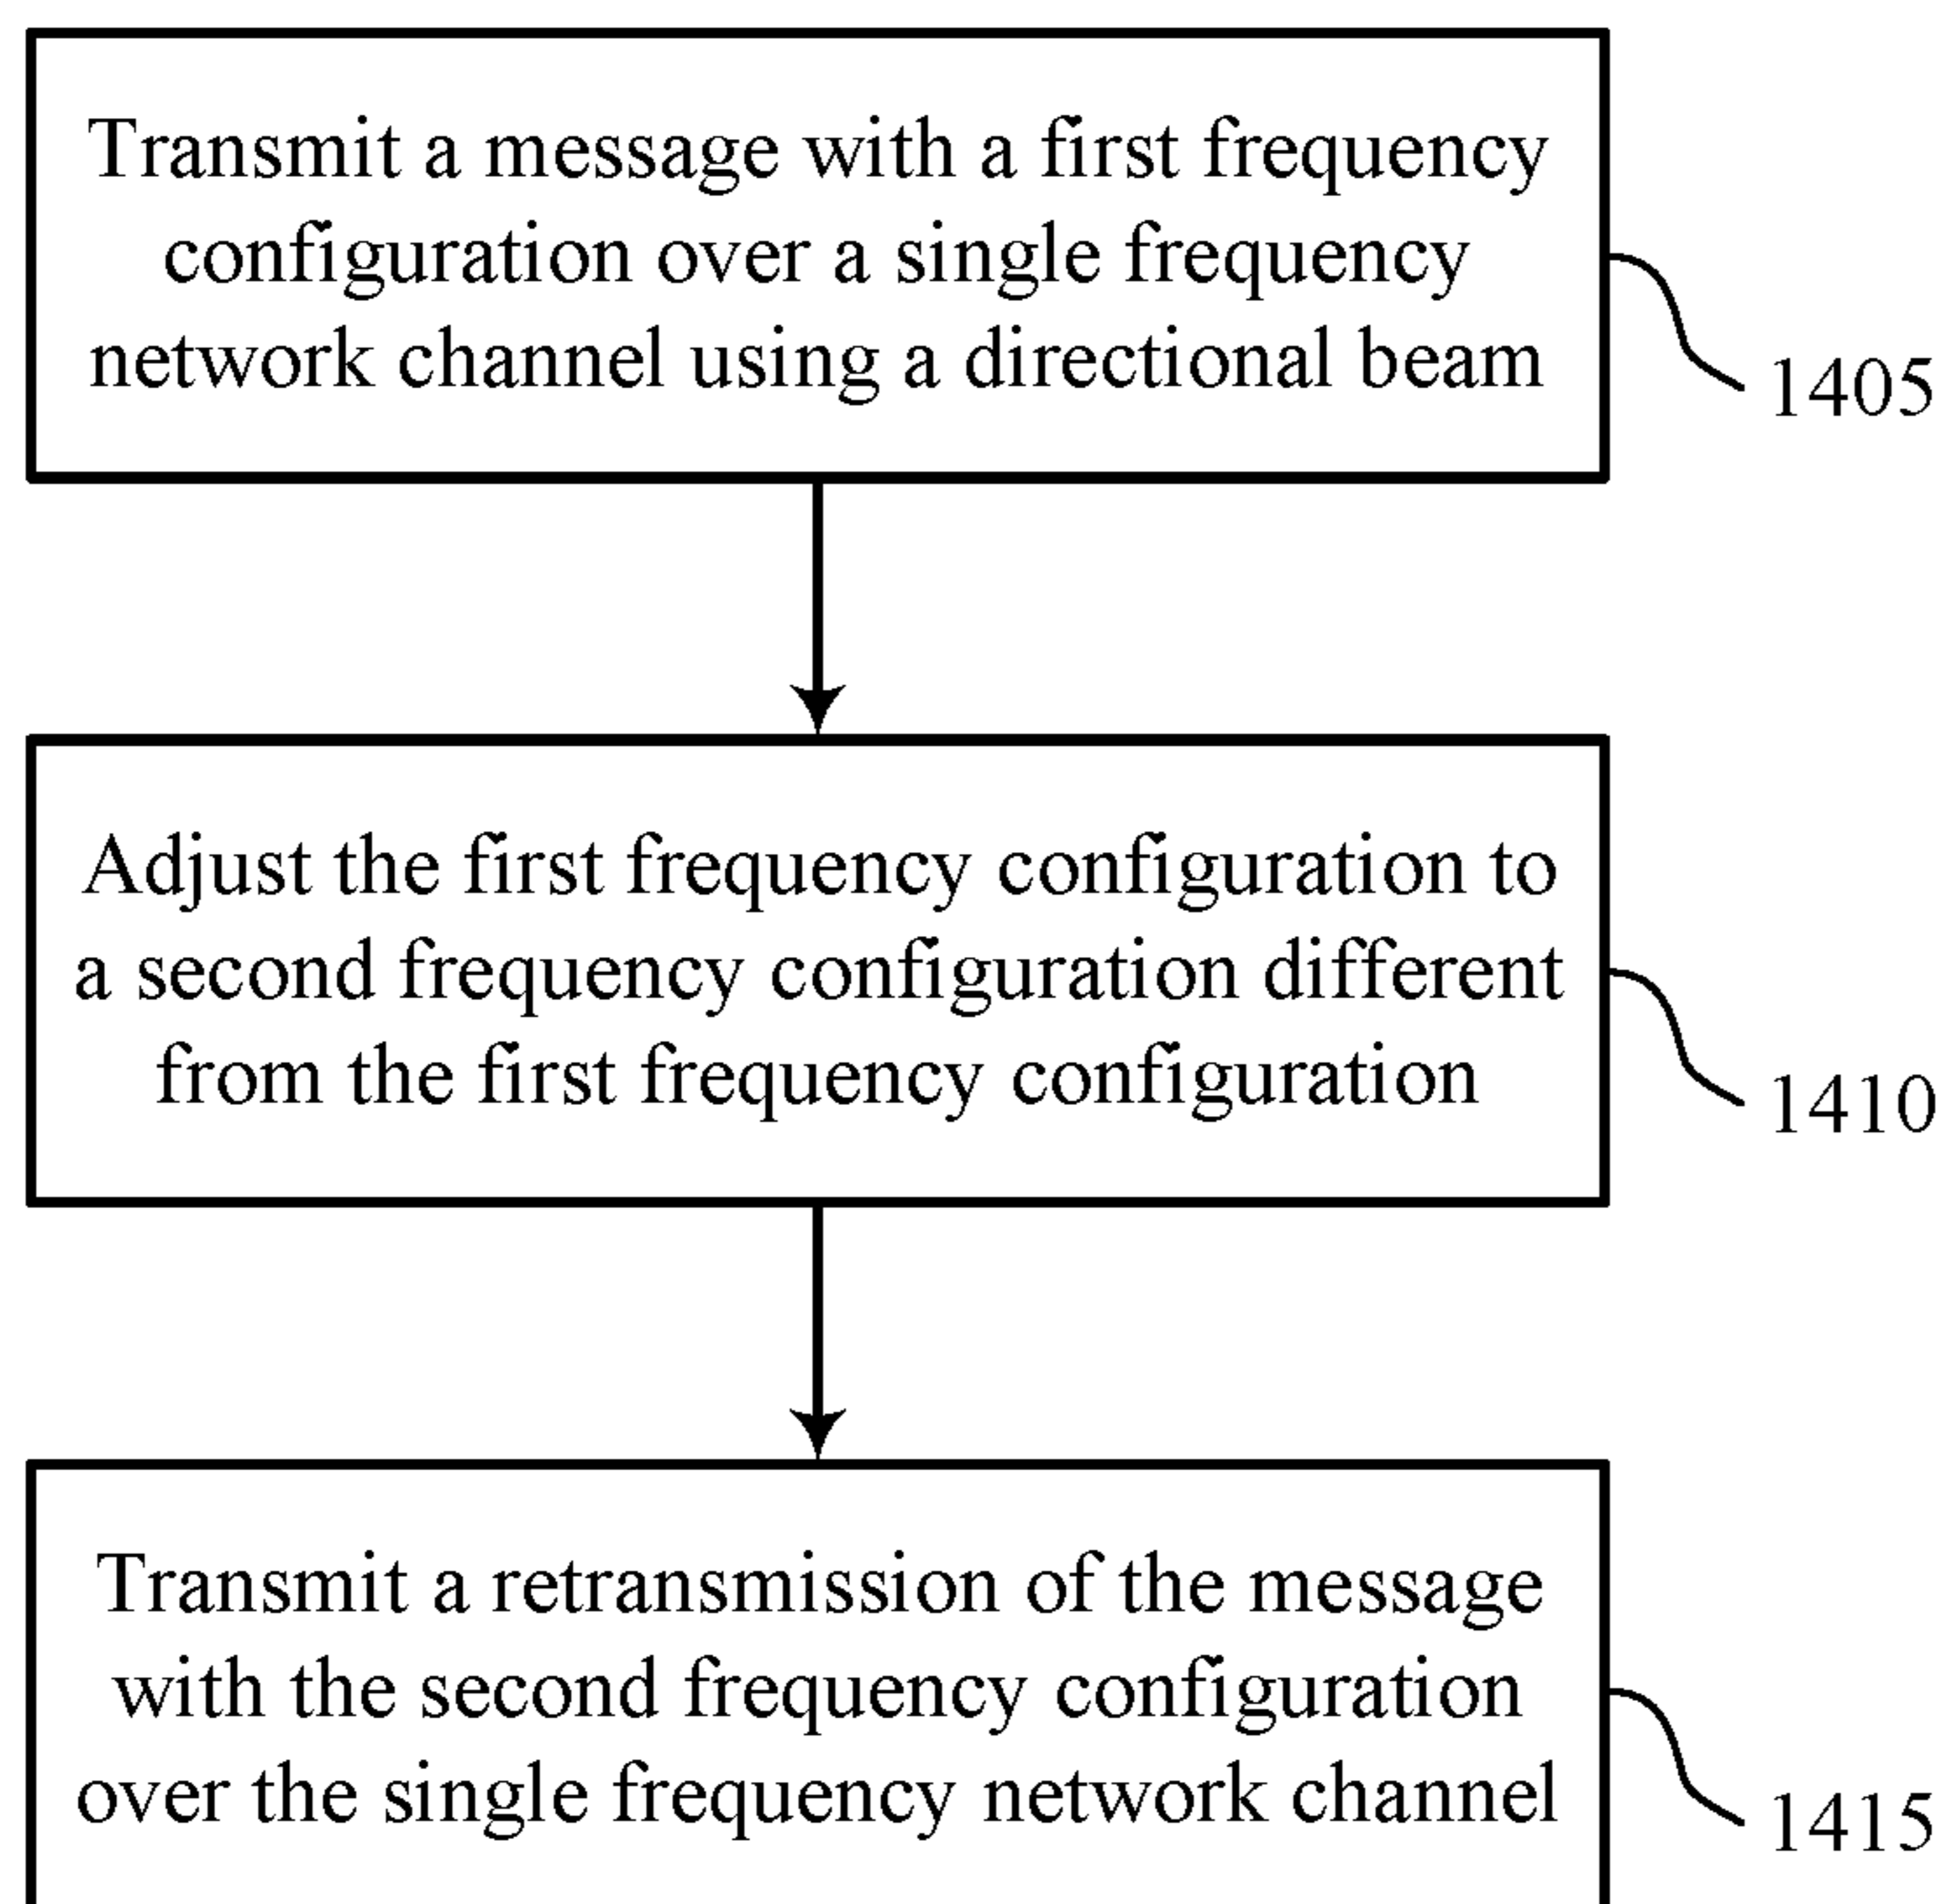 Transmit a message with a first frequency
configuration over a single frequency
network channel using a directional beam
1405
Adjust the first frequency configuration to
a second frequency configuration different
from the first frequency configuration
1410
Transmit a retransmission of the message
with the second frequency configuration
over the single frequency network channel
1415